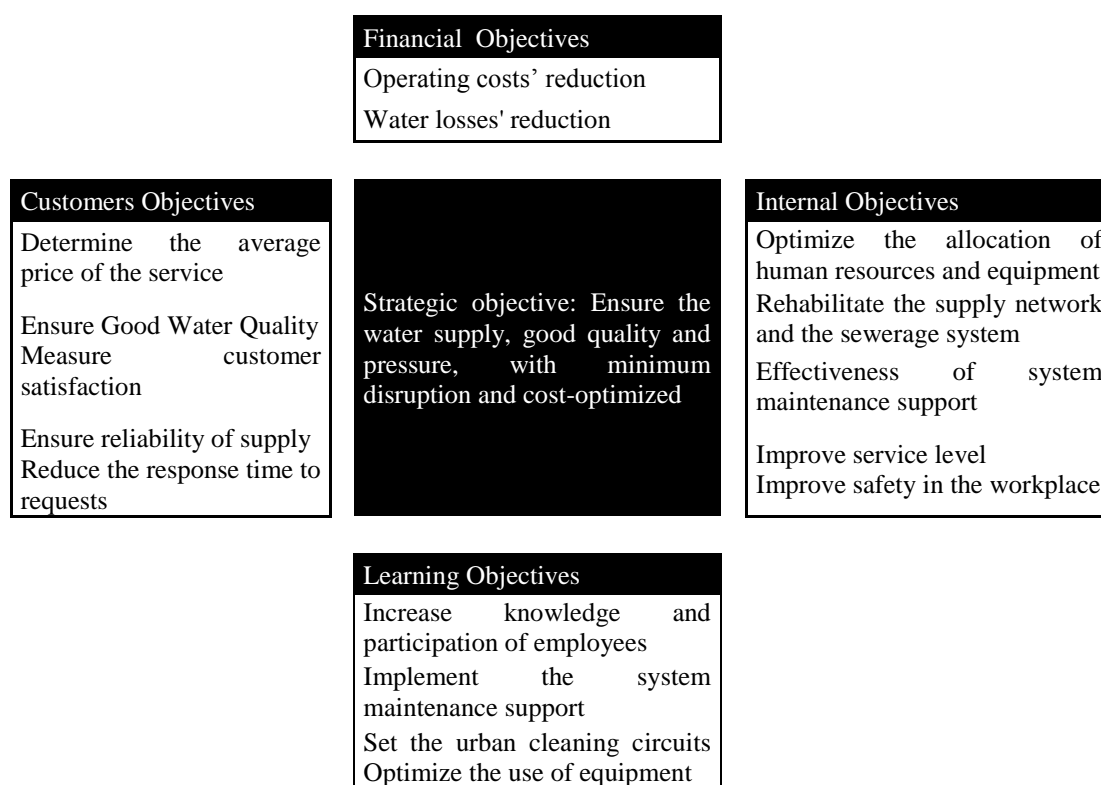 Financial Objectives
Operating costs’ reduction
Water losses' reduction
Customers Objectives
Determine the average
price of the service
Ensure Good Water Quality
Measure customer
satisfaction
Ensure reliability of supply
Reduce the response time to
requests
Strategic objective: Ensure the
water supply, good quality and
pressure, with minimum
disruption and cost-optimized
Internal Objectives
Optimize the allocation of
human resources and equipment
Rehabilitate the supply network
and the sewerage system
Effectiveness of system
maintenance support
Improve service level
Improve safety in the workplace
Learning Objectives
Increase knowledge and
participation of employees
Implement the system
maintenance support
Set the urban cleaning circuits
Optimize the use of equipment